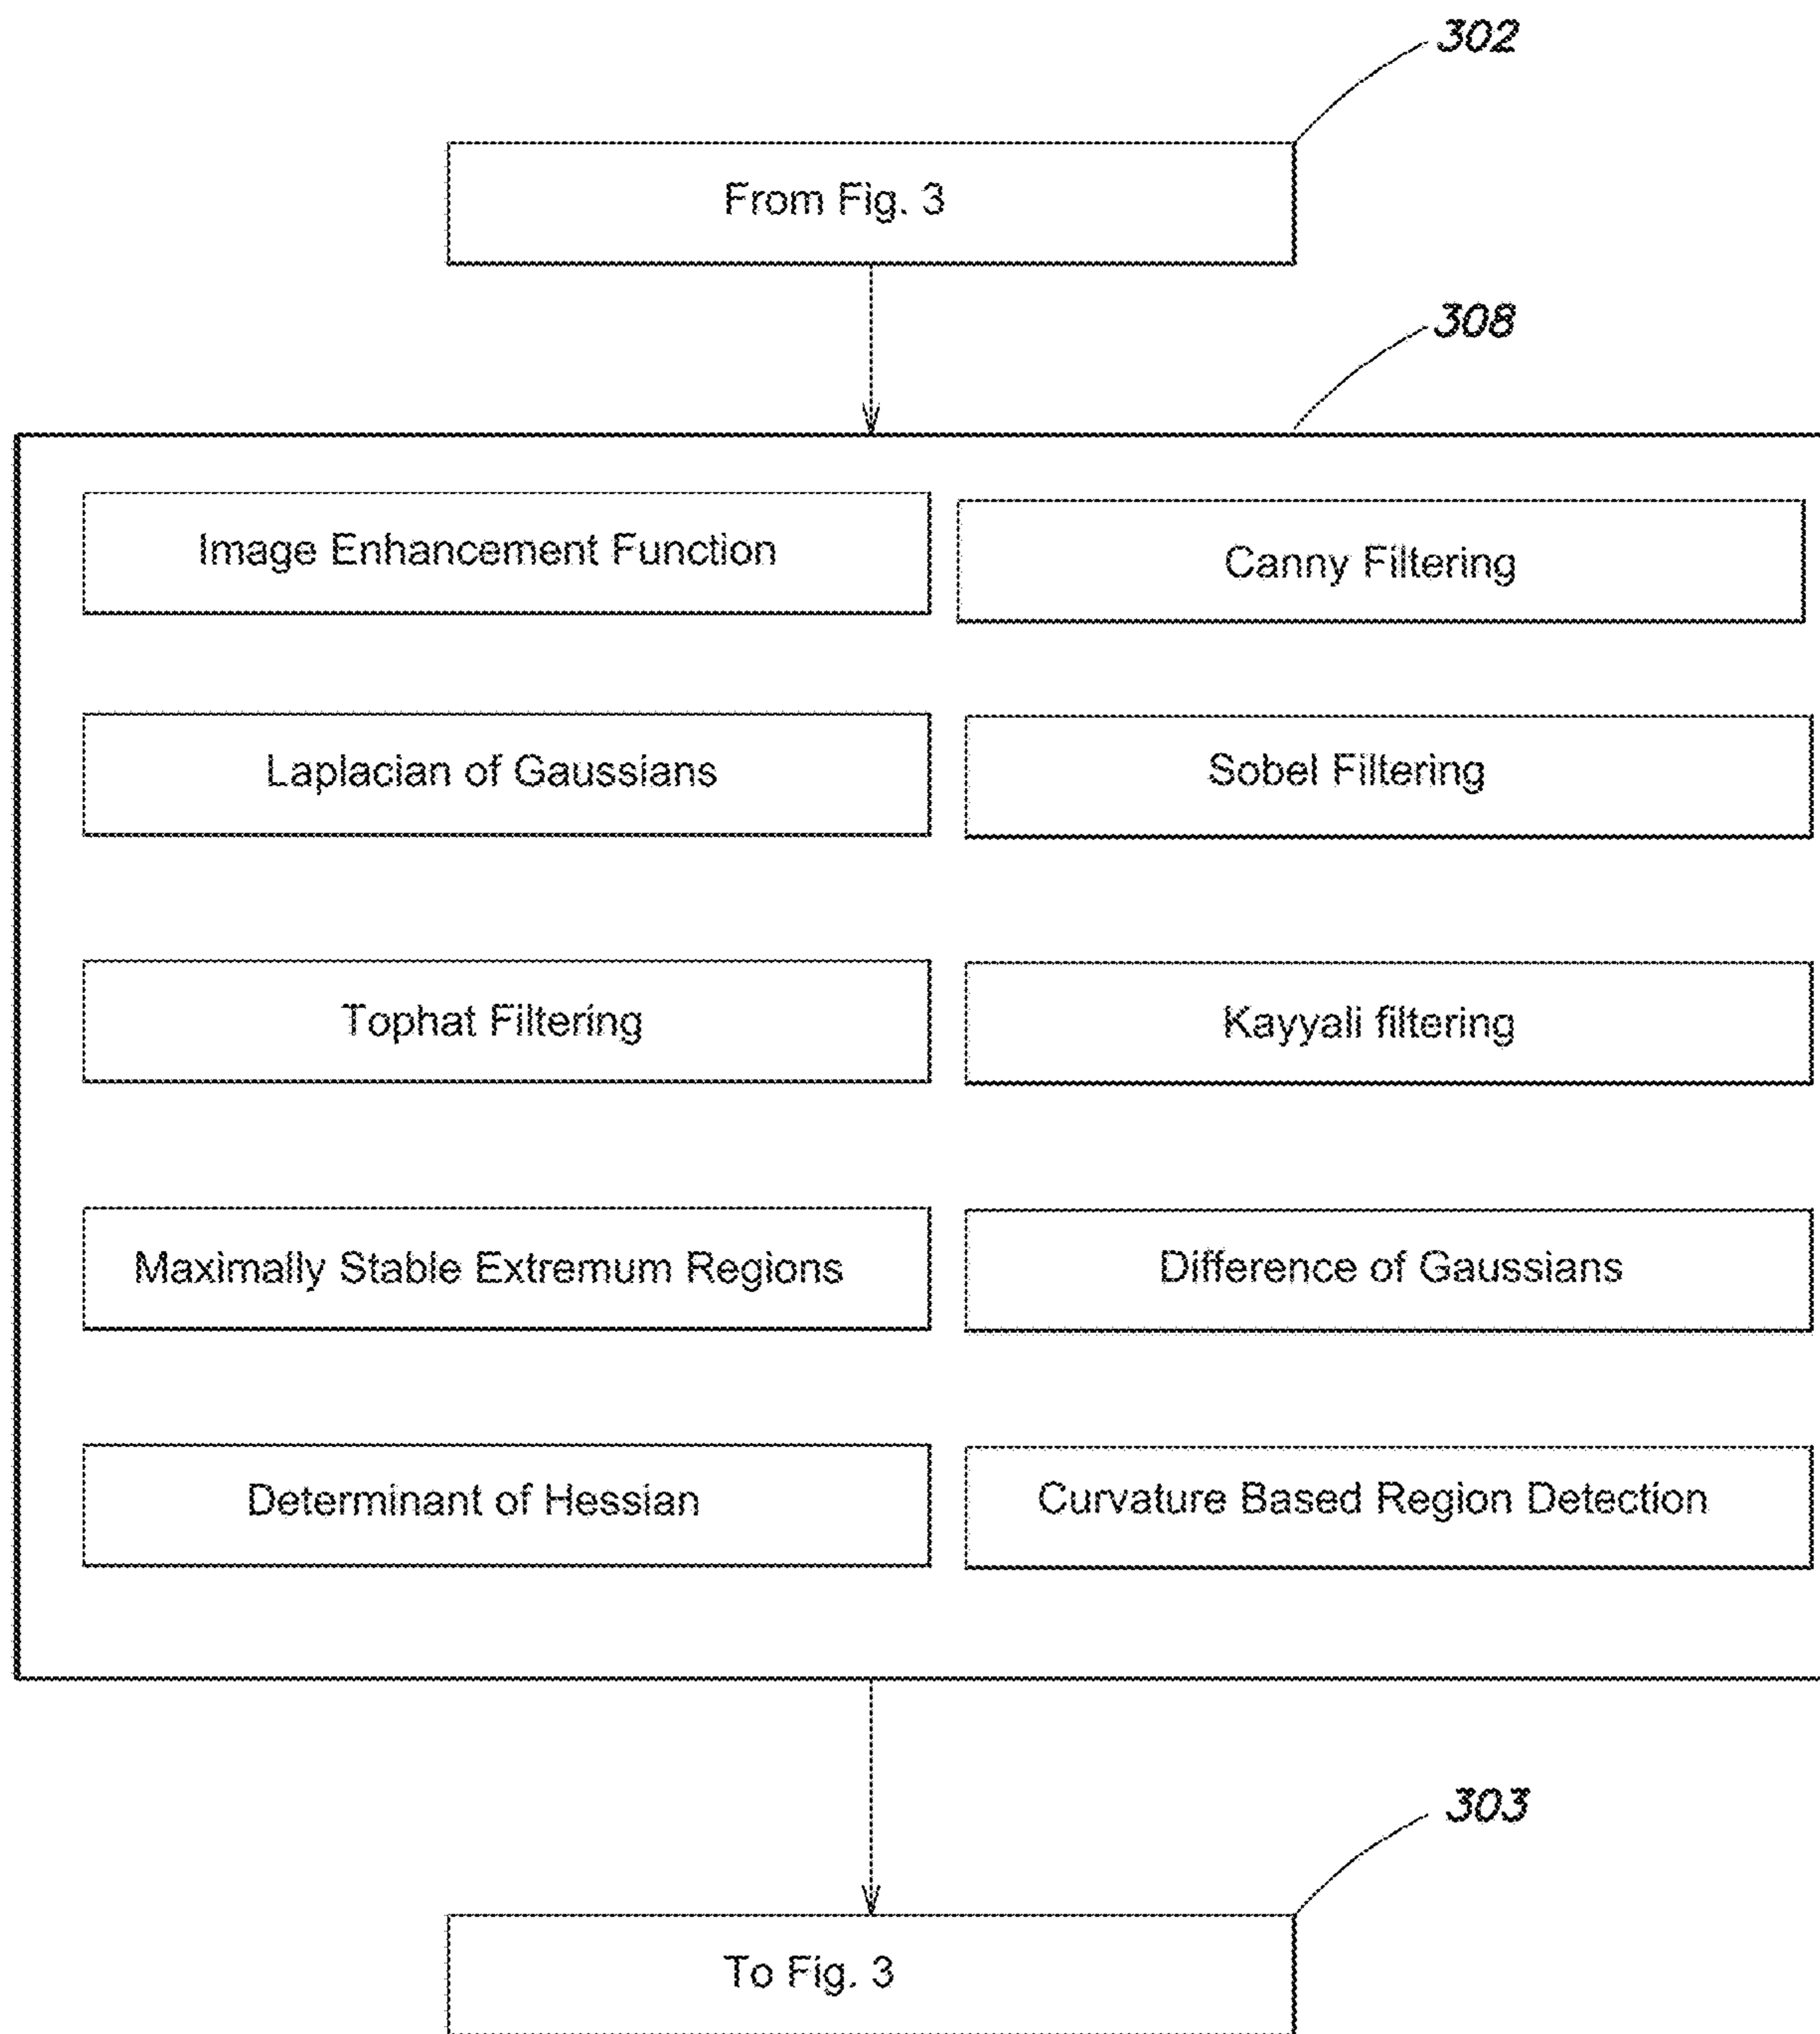 302
From Fig. 3
308
Image Enhancement Function
Canny Filtering
Laplacian of Gaussians
Sobel Filtering
Tophat Filtering
Kayyali filtering
Maximally Stable Extremum Regions
Difference of Gaussians
Determinant of Hessian
Curvature Based Region Detection
303
To Fig. 3